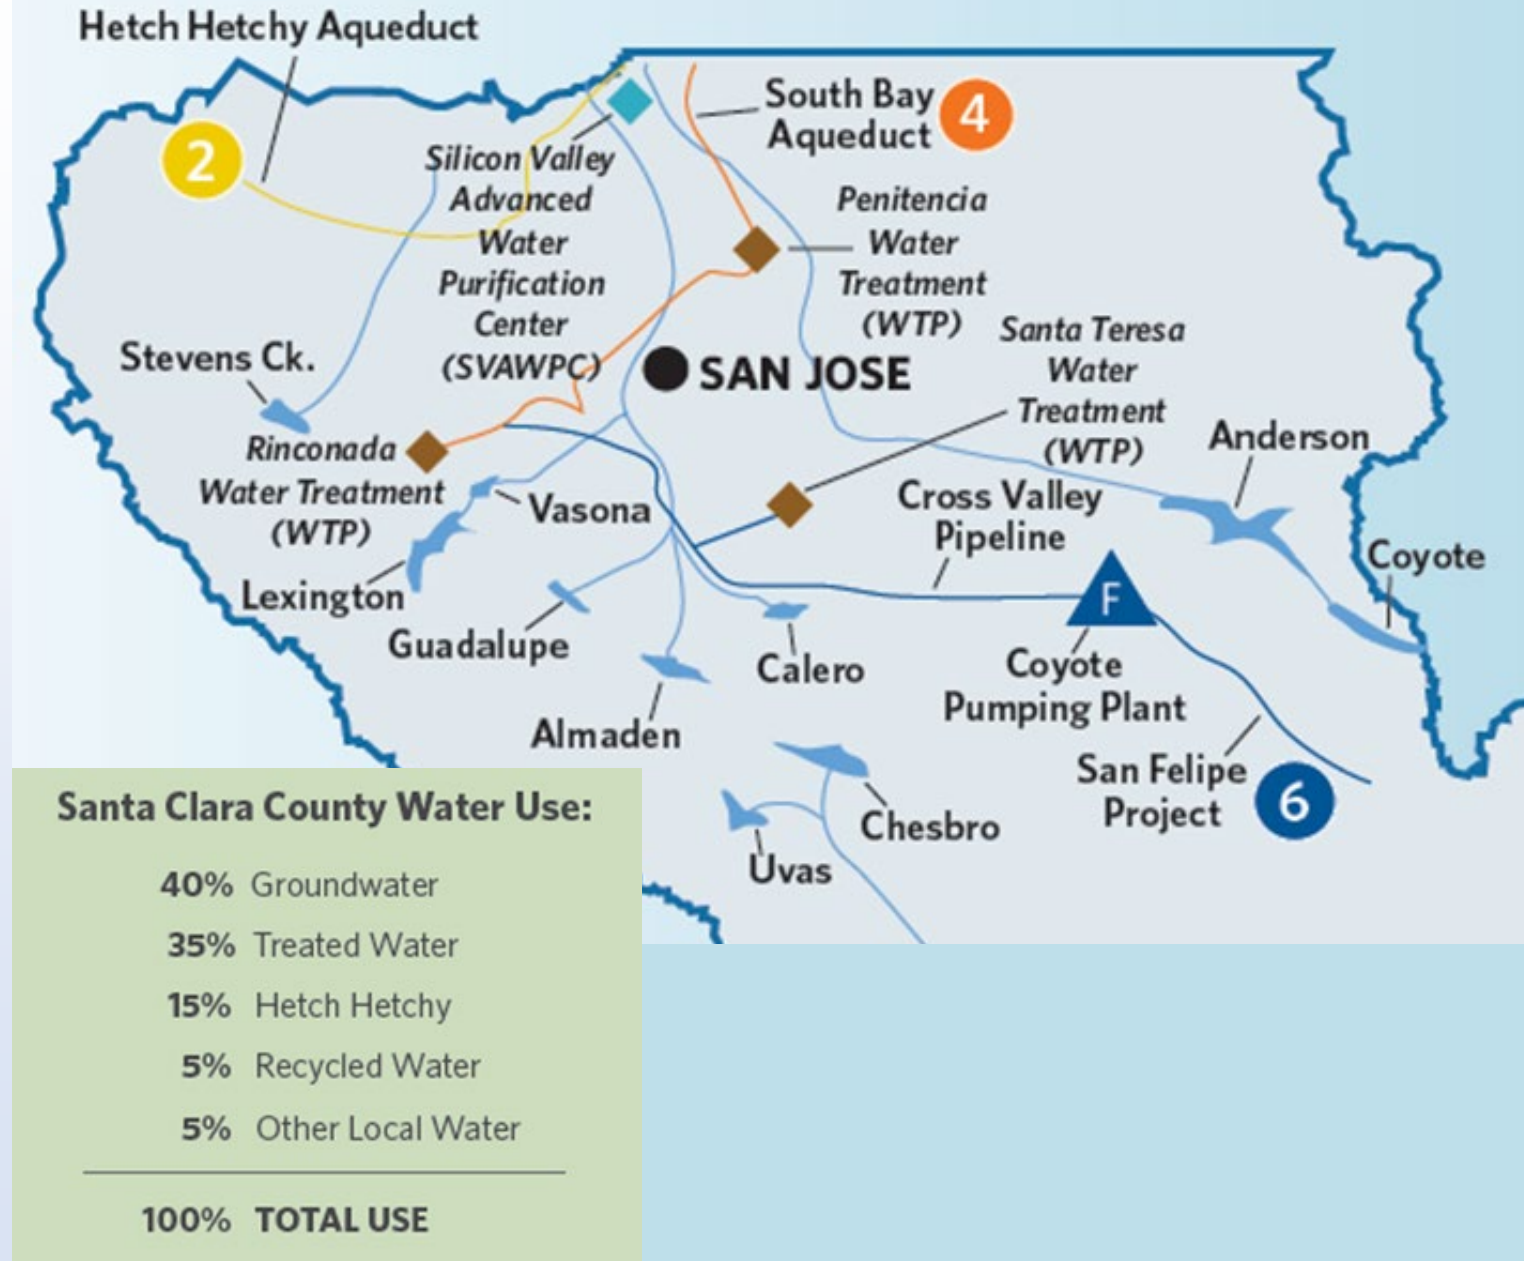 Hetch Hetchy Aqueduct
2
South Bay
Aqueduct
4
Silicon Valley
Advanced
Water
Purification
Center
(SVAWPC)
Penitencia
Water
Treatment
(WTP)
Santa Teresa
Water
Treatment
(WTP)
Stevens Ck.
SAN JOSE
Rinconada
Water Treatment
(WTP)
Anderson
Vasona
Cross Valley
Pipeline
Coyote
Lexington
F
Guadalupe
Calero
Coyote
Pumping Plant
Almaden
San Felipe
Project
6
Chesbro
Uvas
Santa Clara County Water Use:
40% Groundwater
35% Treated Water
15% Hetch Hetchy
5% Recycled Water
5% Other Local Water
100% TOTAL USE